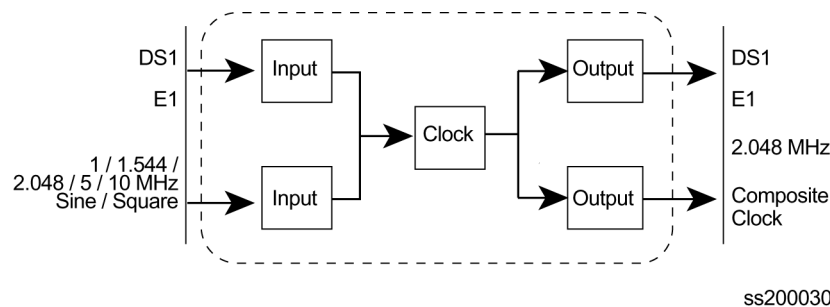 DS1
E1
1 / 1.544 /
2.048 / 5 / 10 MHz
Sine / Square
Input
Input
Clock
Output
Output
DS1
E1
2.048 MHz
Composite
Clock
ss200030